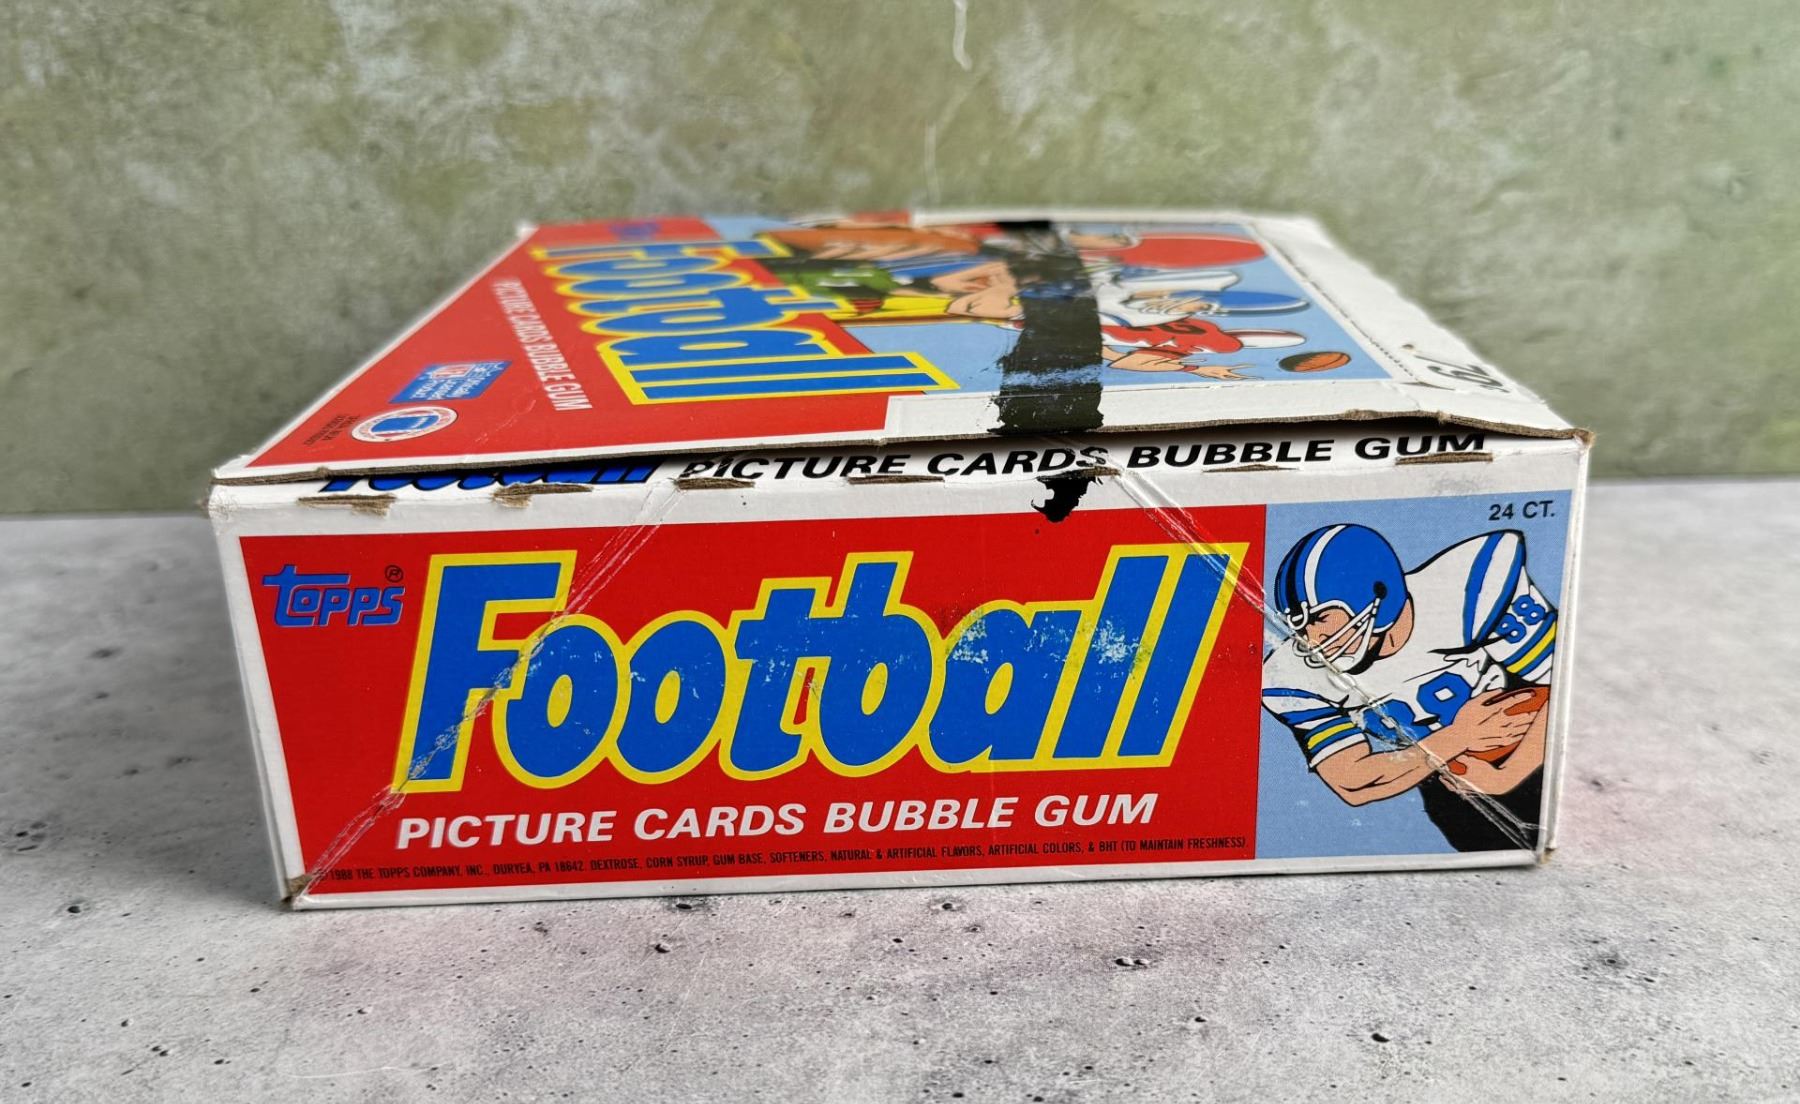 Football
PICTURE CARDS BUBBLE GUM
76
PICTURE CARDS BUBBLE GUM
24 CT.
TOPPS®
Football
98
PICTURE CARDS BUBBLE GUM
©1988 THE TOPPS COMPANY, INC., DURYEA, PA 18642. DEXTROSE, CORN SYRUP, GUM BASE, SOFTENERS, NATURAL & ARTIFICIAL FLAVORS, ARTIFICIAL COLORS, & BHT (TO MAINTAIN FRESHNESS).